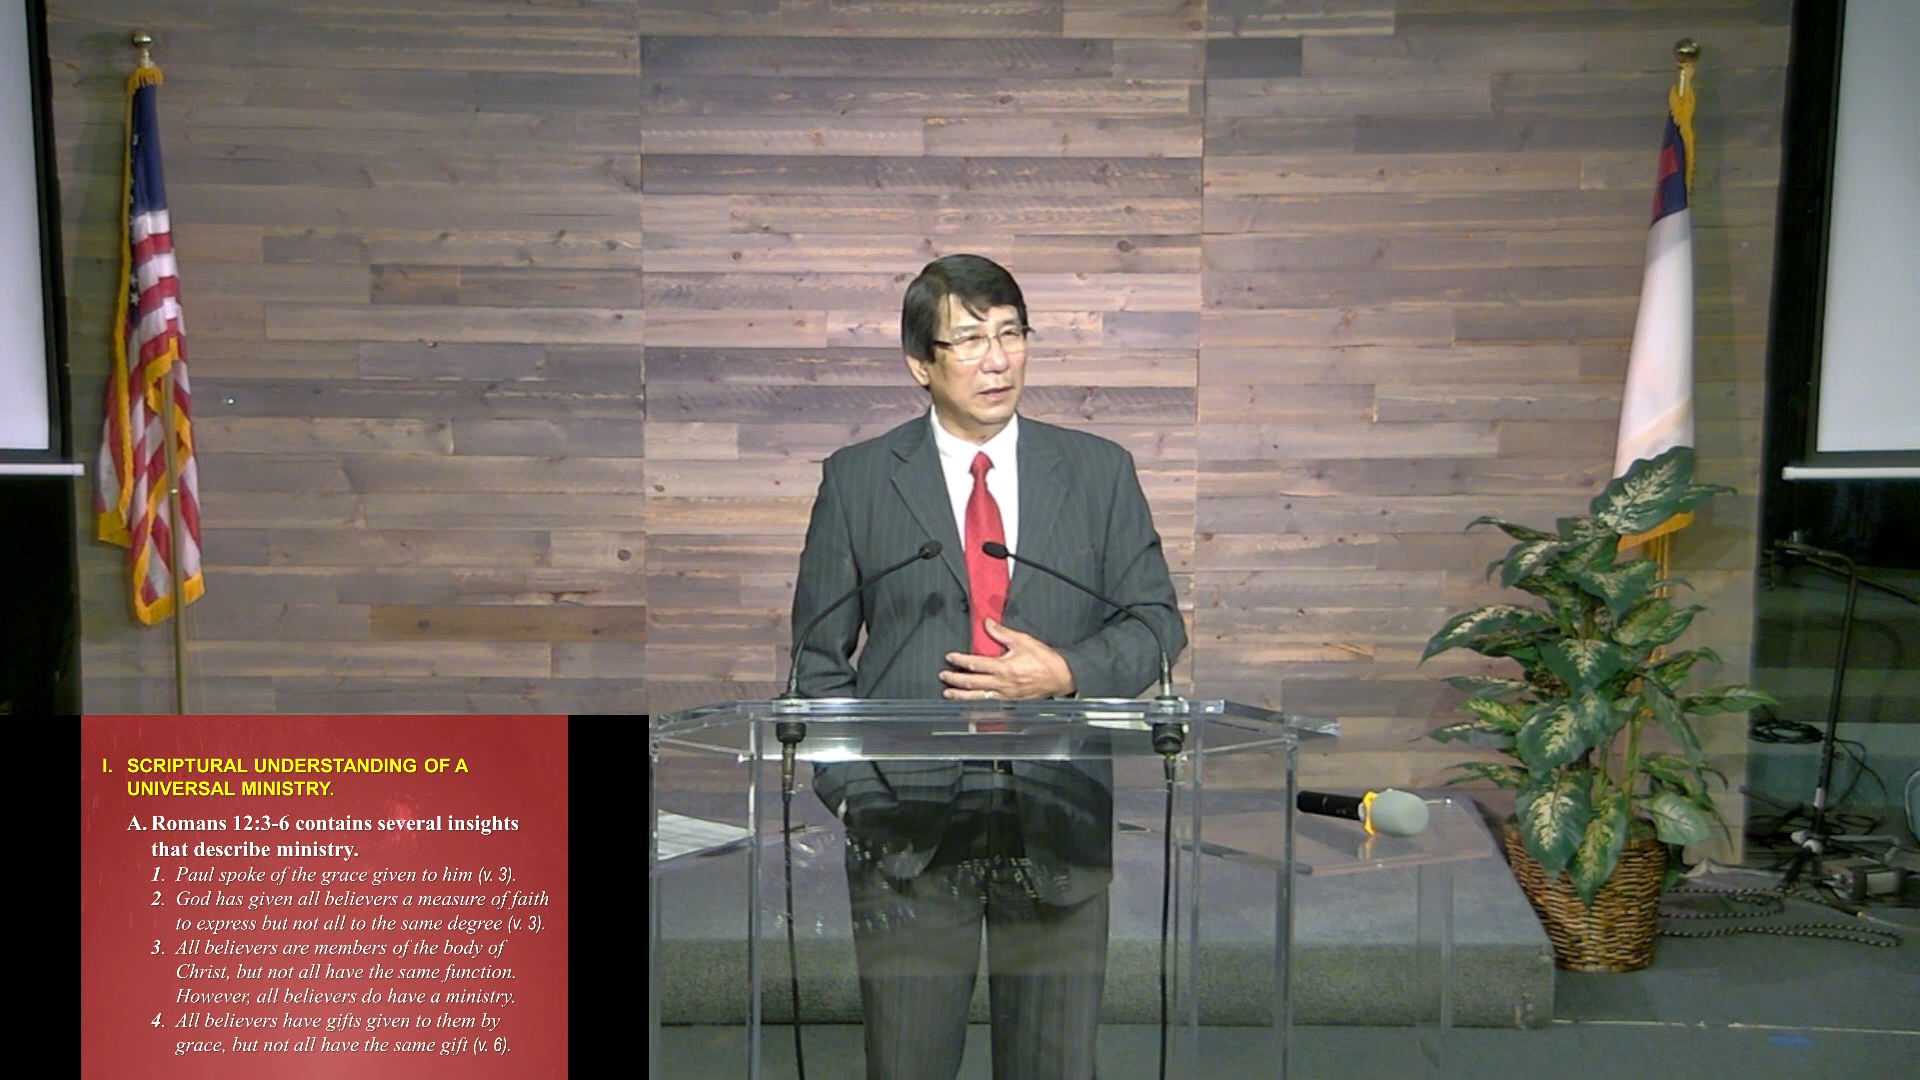 I. SCRIPTURAL UNDERSTANDING OF A
UNIVERSAL MINISTRY.
A. Romans 12:3-6 contains several insights
that describe ministry.
1. Paul spoke of the grace given to him (v. 3).
2. God has given all believers a measure of faith
to express but not all to the same degree (v. 3).
3. All believers are members of the body of
Christ, but not all have the same function.
However, all believers do have a ministry.
4. All believers have gifts given to them by
grace, but not all have the same gift (v. 6).